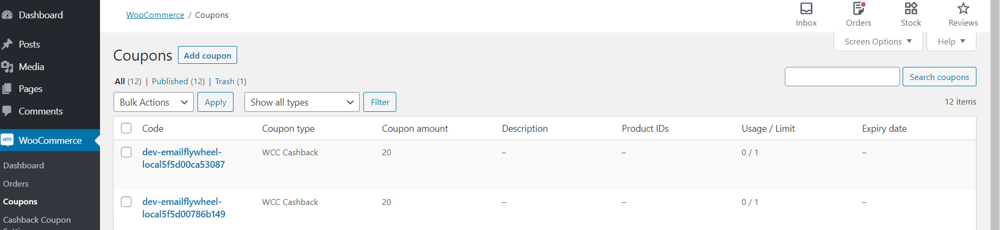 Dashboard
Posts
Media
Pages
Comments
Woo WooCommerce
Dashboard
Orders
Coupons
Cashback Coupon
WooCommerce / Coupons
Inbox
Orders
Stock
Reviews
Screen Options
Help
Coupons Add coupon
All (12) | Published (12) | Trash (1)
Search coupons
Bulk Actions Apply Show all types Filter
12 items
Code Coupon type Coupon amount Description Product IDs Usage / Limit Expiry date
dev-emailflywheel- WCC Cashback 20 – – 0 / 1 –
local5f5d00ca53087
dev-emailflywheel- WCC Cashback 20 – – 0 / 1 –
local5f5d00786b149